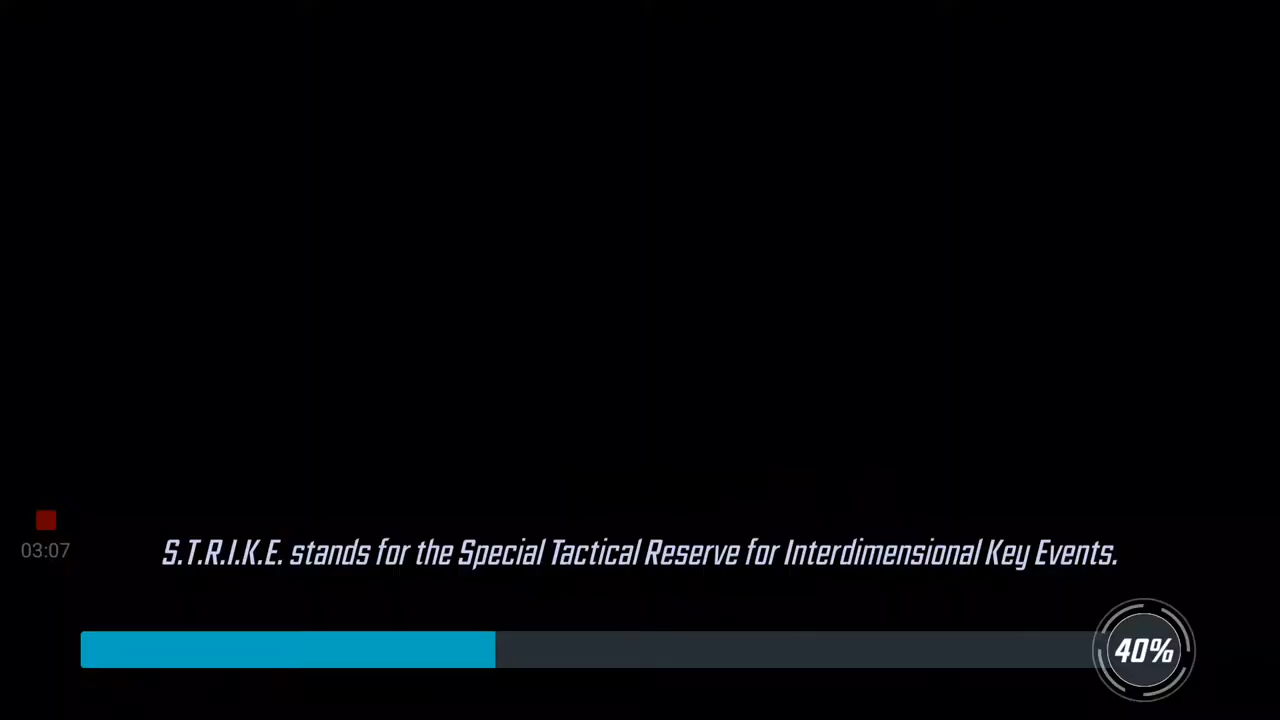 S.T.R.I.K.E. stands for the Special Tactical Reserve for Interdimensional Key Events.
03:07
40%